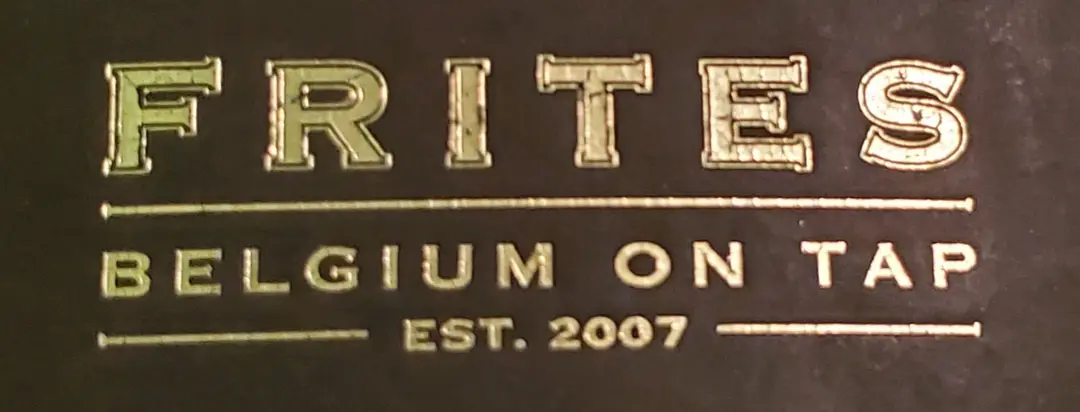 FRITES
BELGIUM ON TAP
EST. 2007